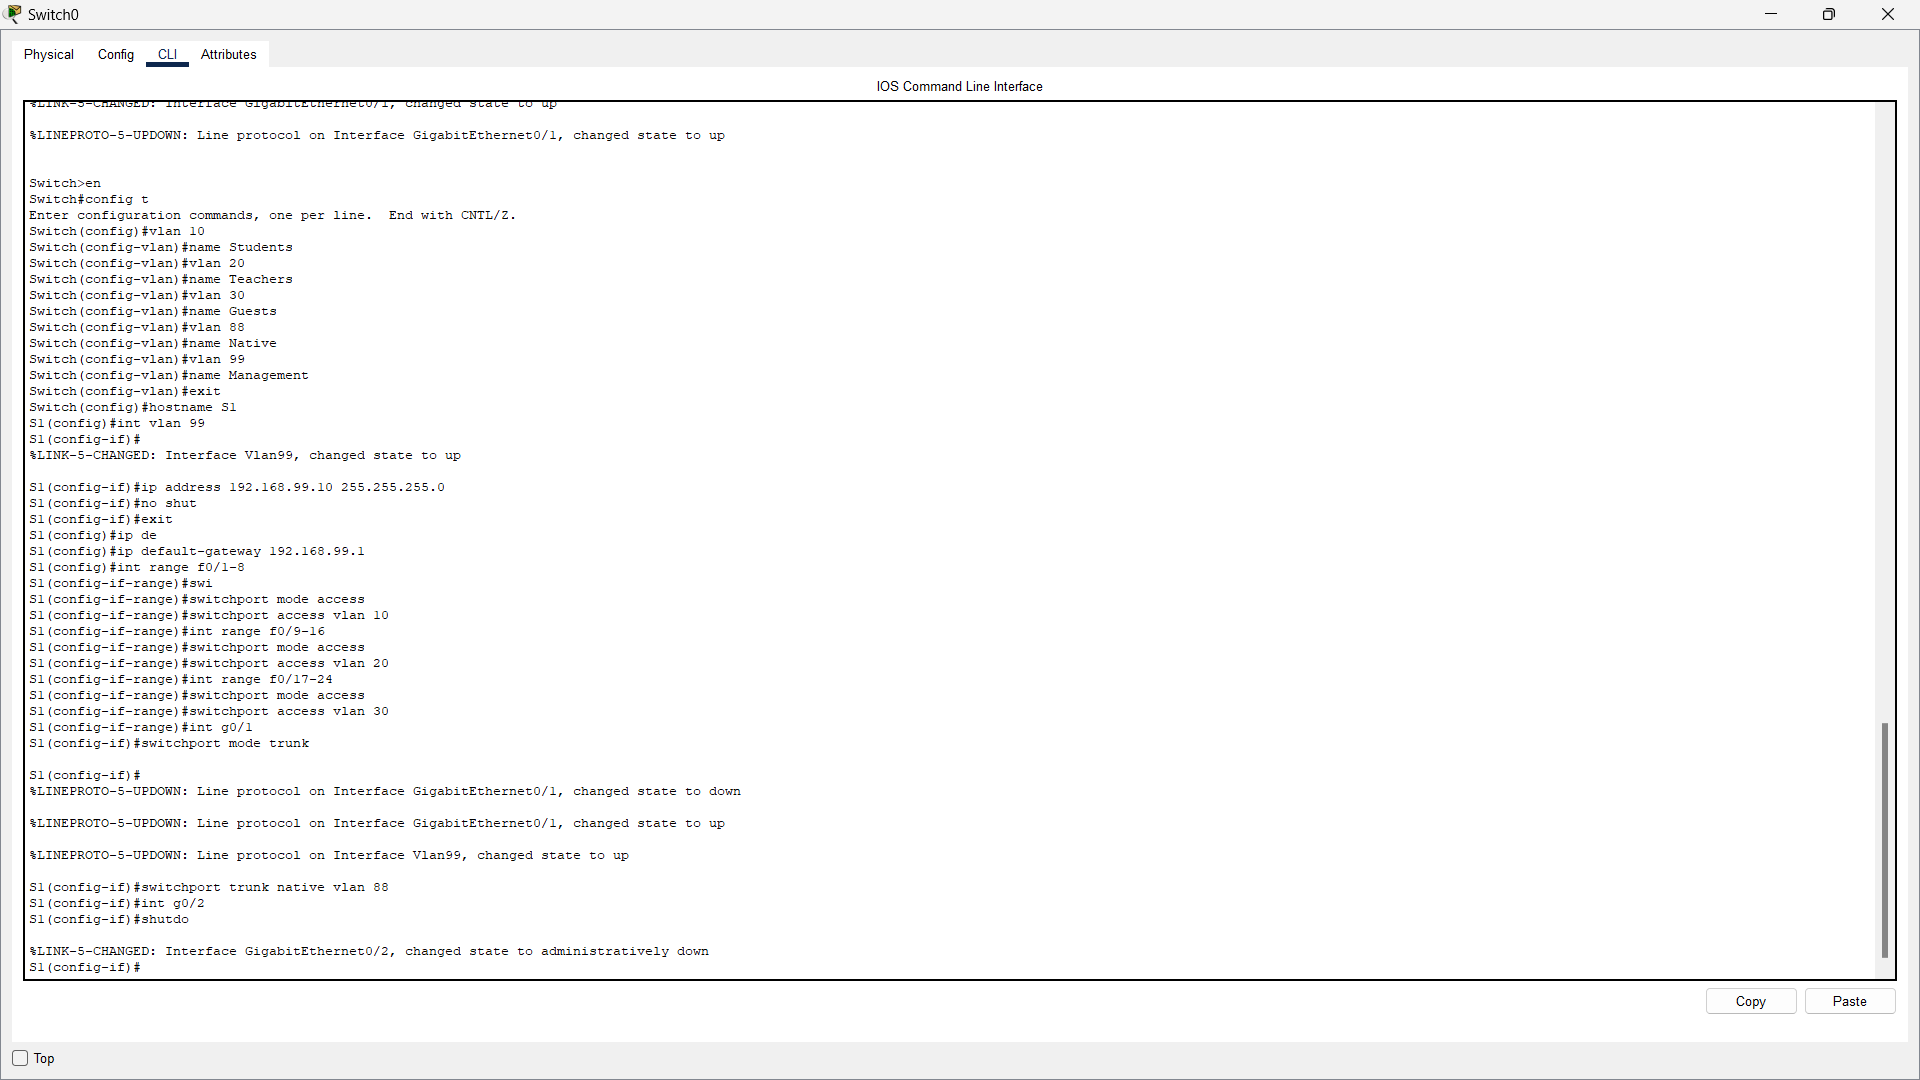 Switch0
Physical Config CLI Attributes
IOS Command Line Interface
%LINK-5-CHANGED: Interface GigabitEthernet0/1, changed state to up
%LINEPROTO-5-UPDOWN: Line protocol on Interface GigabitEthernet0/1, changed state to up
Switch>en
Switch#config t
Enter configuration commands, one per line.  End with CNTL/Z.
Switch(config)#vlan 10
Switch(config-vlan)#name Students
Switch(config-vlan)#vlan 20
Switch(config-vlan)#name Teachers
Switch(config-vlan)#vlan 30
Switch(config-vlan)#name Guests
Switch(config-vlan)#vlan 88
Switch(config-vlan)#name Native
Switch(config-vlan)#vlan 99
Switch(config-vlan)#name Management
Switch(config-vlan)#exit
Switch(config)#hostname S1
S1(config)#int vlan 99
S1(config-if)#
%LINK-5-CHANGED: Interface Vlan99, changed state to up
S1(config-if)#ip address 192.168.99.10 255.255.255.0
S1(config-if)#no shut
S1(config-if)#exit
S1(config)#ip de
S1(config)#ip default-gateway 192.168.99.1
S1(config)#int range f0/1-8
S1(config-if-range)#swi
S1(config-if-range)#switchport mode access
S1(config-if-range)#switchport access vlan 10
S1(config-if-range)#int range f0/9-16
S1(config-if-range)#switchport mode access
S1(config-if-range)#switchport access vlan 20
S1(config-if-range)#int range f0/17-24
S1(config-if-range)#switchport mode access
S1(config-if-range)#switchport access vlan 30
S1(config-if-range)#int g0/1
S1(config-if)#switchport mode trunk
S1(config-if)#
%LINEPROTO-5-UPDOWN: Line protocol on Interface GigabitEthernet0/1, changed state to down
%LINEPROTO-5-UPDOWN: Line protocol on Interface GigabitEthernet0/1, changed state to up
%LINEPROTO-5-UPDOWN: Line protocol on Interface Vlan99, changed state to up
S1(config-if)#switchport trunk native vlan 88
S1(config-if)#int g0/2
S1(config-if)#shutdo
%LINK-5-CHANGED: Interface GigabitEthernet0/2, changed state to administratively down
S1(config-if)#
Copy Paste
Top